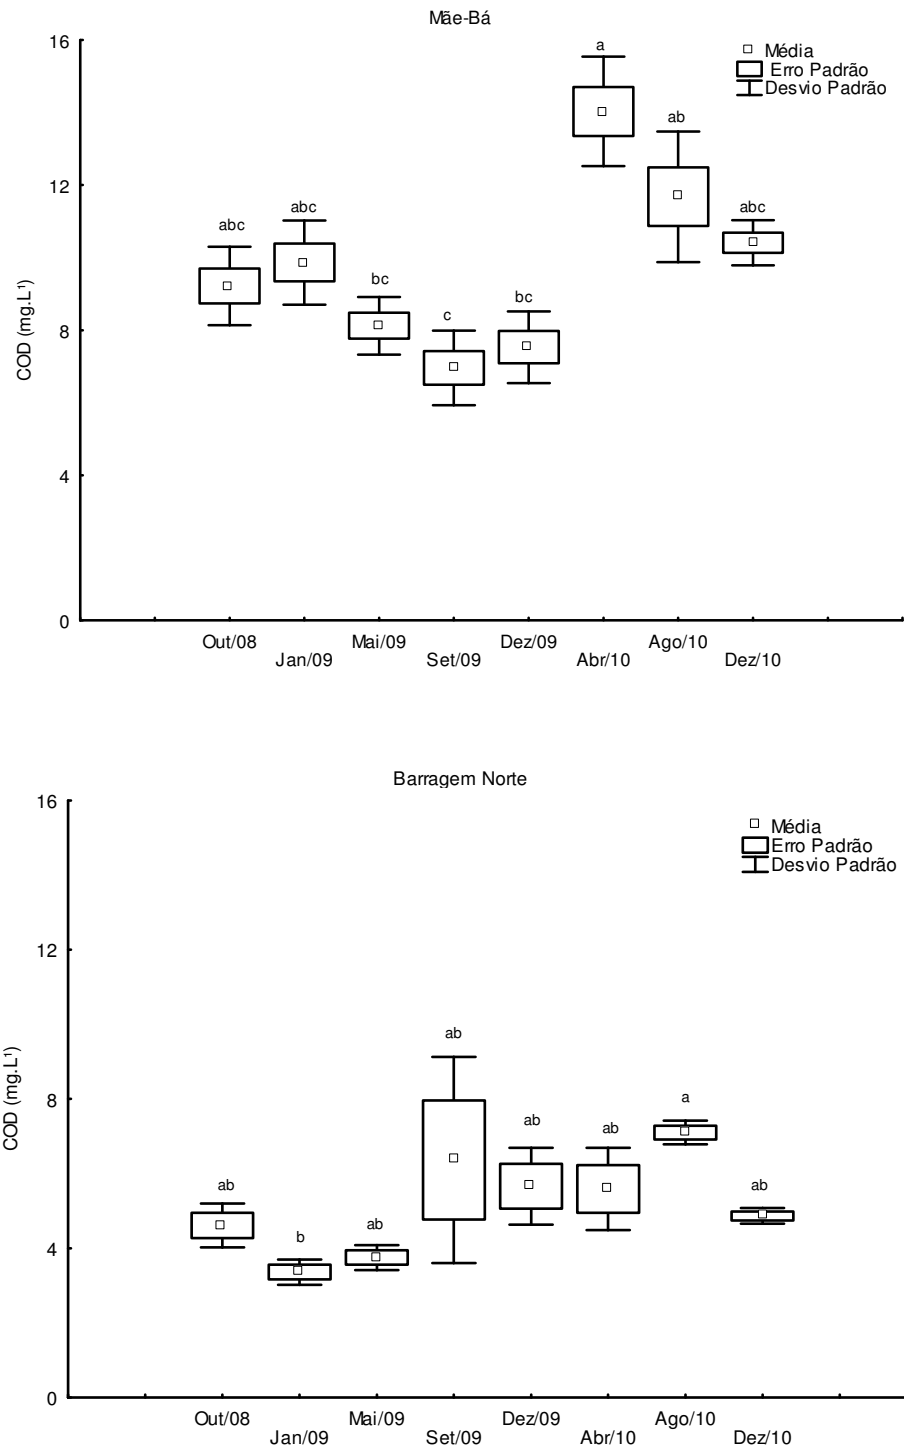 Mãe-Bá
16
12
8
4
0
COD (mg.L¹)
Média
Erro Padrão
Desvio Padrão
abc
abc
bc
c
bc
a
ab
abc
Out/08
Jan/09
Mai/09
Set/09
Dez/09
Abr/10
Ago/10
Dez/10
Barragem Norte
16
12
8
4
0
COD (mg.L¹)
Média
Erro Padrão
Desvio Padrão
ab
b
ab
ab
ab
ab
a
ab
Out/08
Jan/09
Mai/09
Set/09
Dez/09
Abr/10
Ago/10
Dez/10